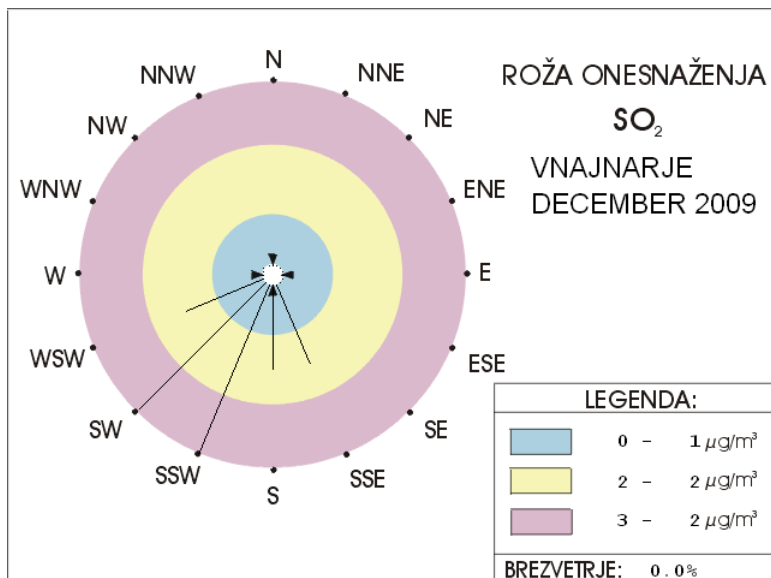 ROŽA ONESNAŽENJA
SO₂
VNAJNARJE
DECEMBER 2009
N
NNE
NE
ENE
E
ESE
SE
SSE
S
SSW
SW
WSW
W
WNW
NW
NNW
LEGENDA:
0 - 1 µg/m³
2 - 2 µg/m³
3 - 2 µg/m³
BREZVETRJE: 0.0%